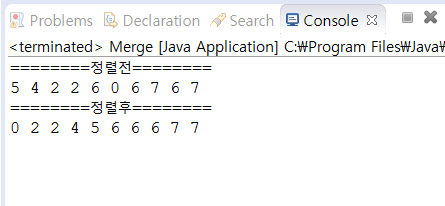 Problems Declaration Search Console
<terminated> Merge [Java Application] C:₩Program Files₩Java₩
========정렬전========
5 4 2 2 6 0 6 7 6 7
========정렬후========
0 2 2 4 5 6 6 6 7 7